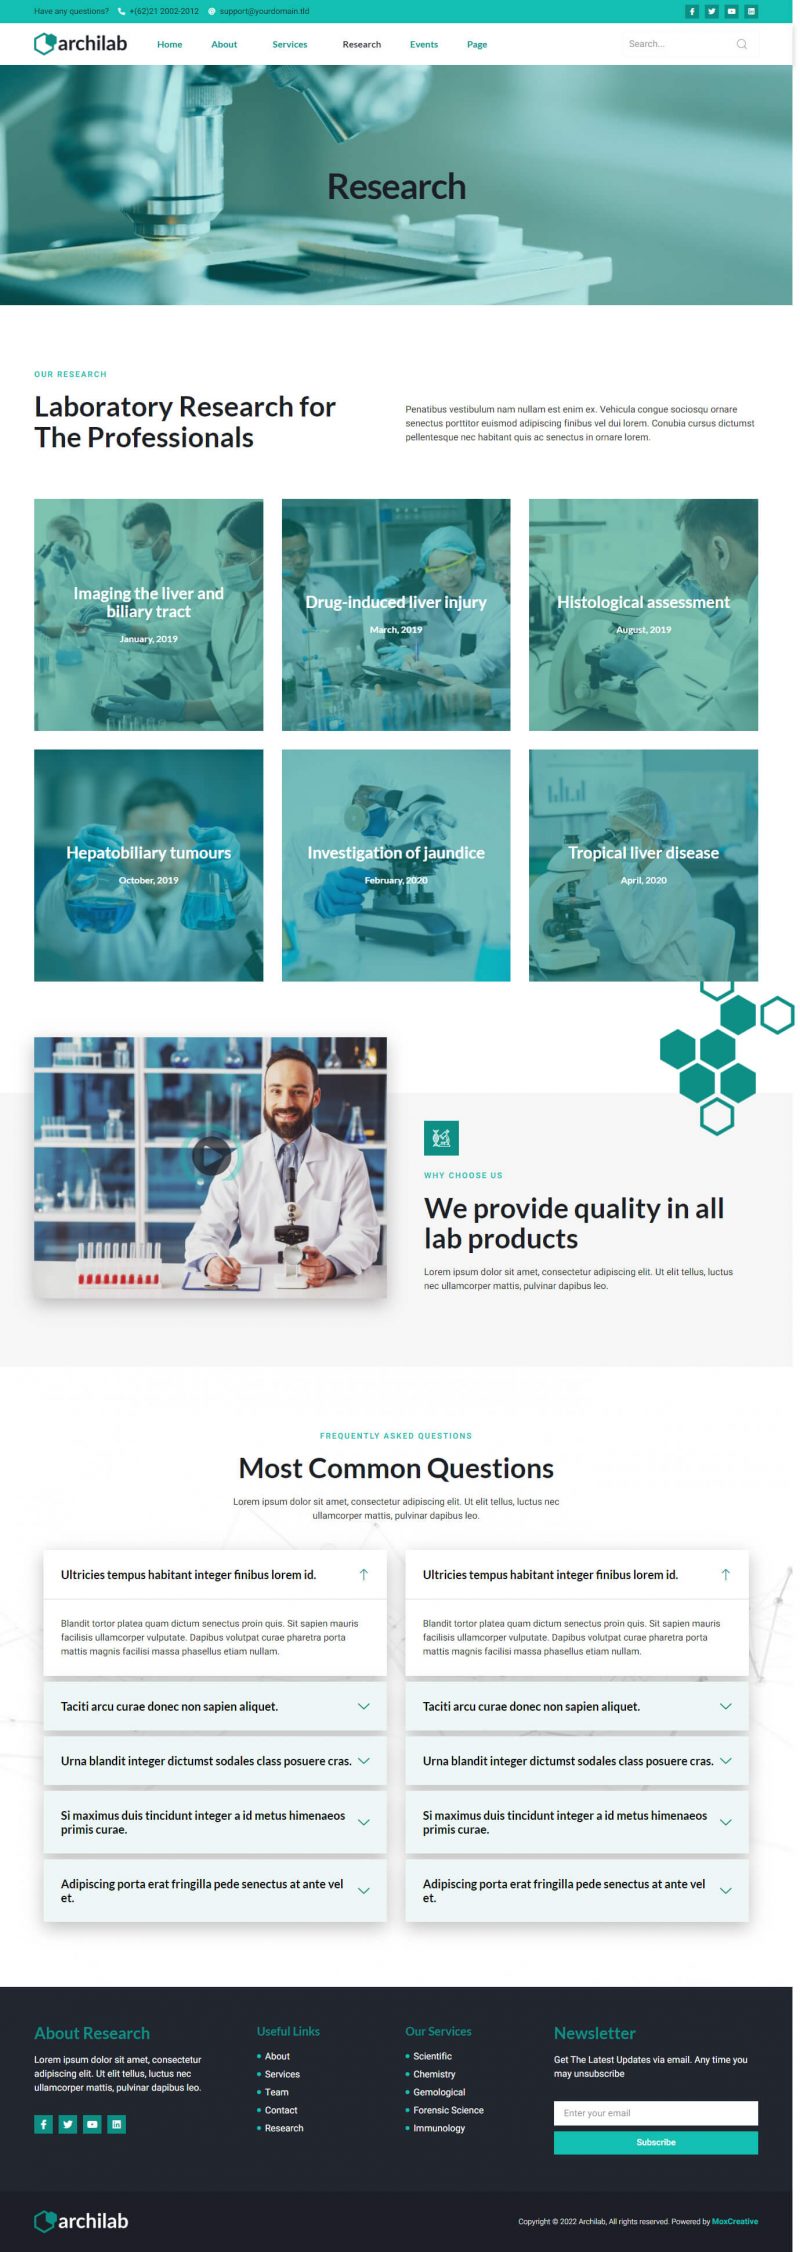 Have any questions? +(62)21 2002-2012 support@yourdomain.tld
archilab Home About Services Research Events Page Search...
Research
OUR RESEARCH
Laboratory Research for
The Professionals
Penatibus vestibulum nam nullam est enim ex. Vehicula congue sociosqu ornare
senectus porttitor euismod adipiscing finibus vel dui lorem. Conubia cursus dictumst
pellentesque nec habitant quis ac senectus in ornare lorem.
Imaging the liver and
biliary tract
January, 2019
Drug-induced liver injury
March, 2019
Histological assessment
August, 2019
Hepatobiliary tumours
October, 2019
Investigation of jaundice
February, 2020
Tropical liver disease
April, 2020
WHY CHOOSE US
We provide quality in all
lab products
Lorem ipsum dolor sit amet, consectetur adipiscing elit. Ut elit tellus, luctus
nec ullamcorper mattis, pulvinar dapibus leo.
FREQUENTLY ASKED QUESTIONS
Most Common Questions
Lorem ipsum dolor sit amet, consectetur adipiscing elit. Ut elit tellus, luctus nec
ullamcorper mattis, pulvinar dapibus leo.
Ultricies tempus habitant integer finibus lorem id.
Blandit tortor platea quam dictum senectus proin quis. Sit sapien mauris
facilisis ullamcorper vulputate. Dapibus volutpat curae pharetra porta
mattis magnis facilisi massa phasellus etiam nullam.
Taciti arcu curae donec non sapien aliquet.
Urna blandit integer dictumst sodales class posuere cras.
Si maximus duis tincidunt integer a id metus himenaeos
primis curae.
Adipiscing porta erat fringilla pede senectus at ante vel
et.
Ultricies tempus habitant integer finibus lorem id.
Blandit tortor platea quam dictum senectus proin quis. Sit sapien mauris
facilisis ullamcorper vulputate. Dapibus volutpat curae pharetra porta
mattis magnis facilisi massa phasellus etiam nullam.
Taciti arcu curae donec non sapien aliquet.
Urna blandit integer dictumst sodales class posuere cras.
Si maximus duis tincidunt integer a id metus himenaeos
primis curae.
Adipiscing porta erat fringilla pede senectus at ante vel
et.
About Research
Lorem ipsum dolor sit amet, consectetur
adipiscing elit. Ut elit tellus, luctus nec
ullamcorper mattis, pulvinar dapibus leo.
Useful Links
About
Services
Team
Contact
Research
Our Services
Scientific
Chemistry
Gemological
Forensic Science
Immunology
Newsletter
Get The Latest Updates via email. Any time you
may unsubscribe
Enter your email
Subscribe
archilab
Copyright © 2022 Archilab, All rights reserved. Powered by MoxCreative